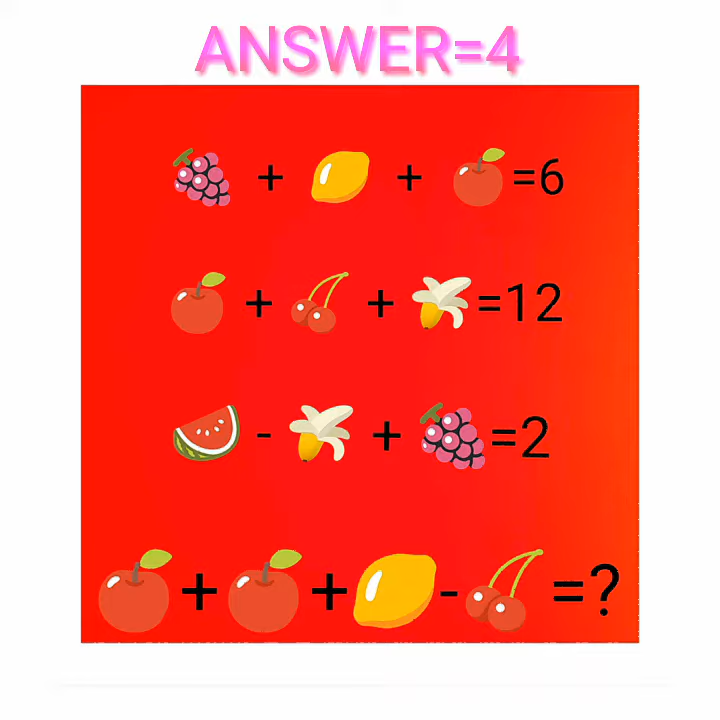 ANSWER=4
🍇 + 🍋 + 🍎 =6
🍎 + 🍒 + 🍌 =12
🍉 - 🍌 + 🍇 =2
🍎 + 🍎 + 🍋 - 🍒 =?